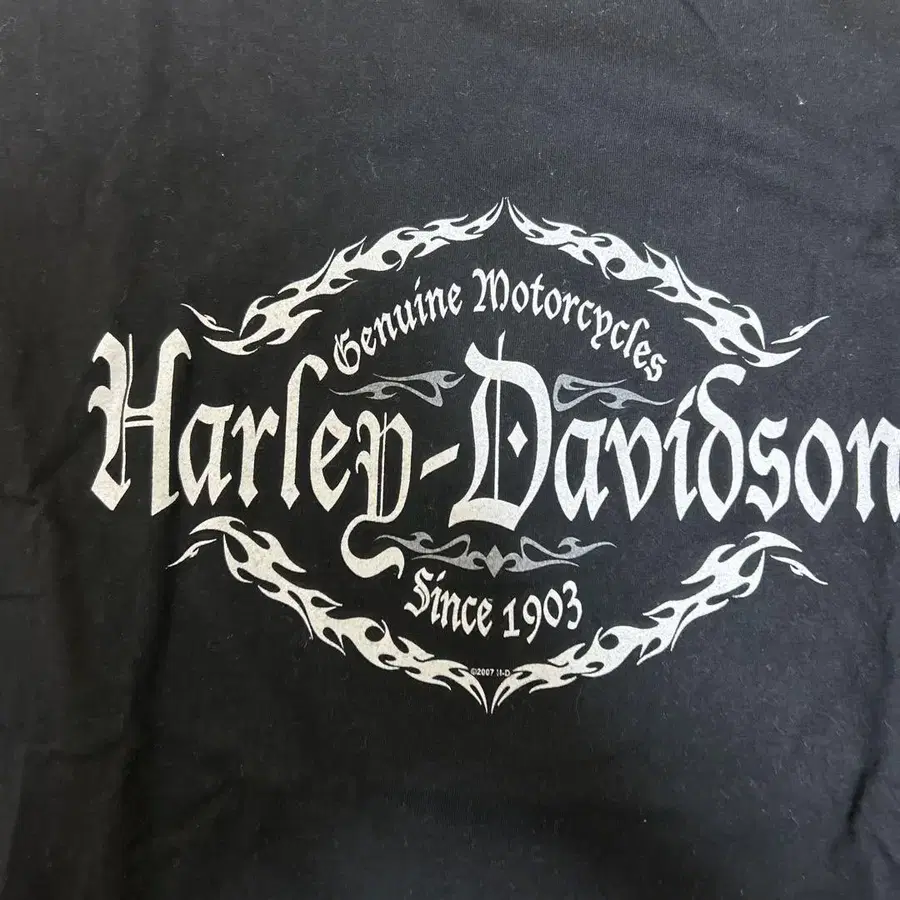 Genuine Motorcycles
Harley-Davidson
Since 1903
©2007 H-D